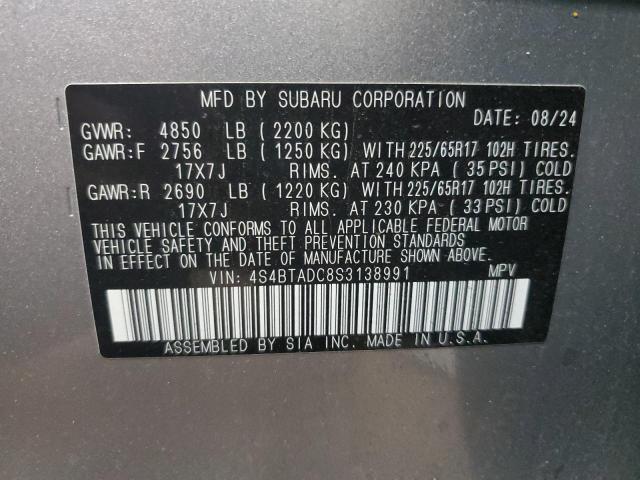 MFD BY SUBARU CORPORATION
DATE: 08/24
GVWR: 4850 LB ( 2200 KG)
GAWR:F 2756 LB ( 1250 KG) WITH 225/65R17 102H TIRES.
17X7J RIMS. AT 240 KPA ( 35 PSI) COLD
GAWR:R 2690 LB ( 1220 KG) WITH 225/65R17 102H TIRES.
17X7J RIMS. AT 230 KPA ( 33 PSI) COLD
THIS VEHICLE CONFORMS TO ALL APPLICABLE FEDERAL MOTOR
VEHICLE SAFETY AND THEFT PREVENTION STANDARDS
IN EFFECT ON THE DATE OF MANUFACTURE SHOWN ABOVE.
VIN: 4S4BTADC8S3138991 MPV
ASSEMBLED BY SIA INC. MADE IN U.S.A.